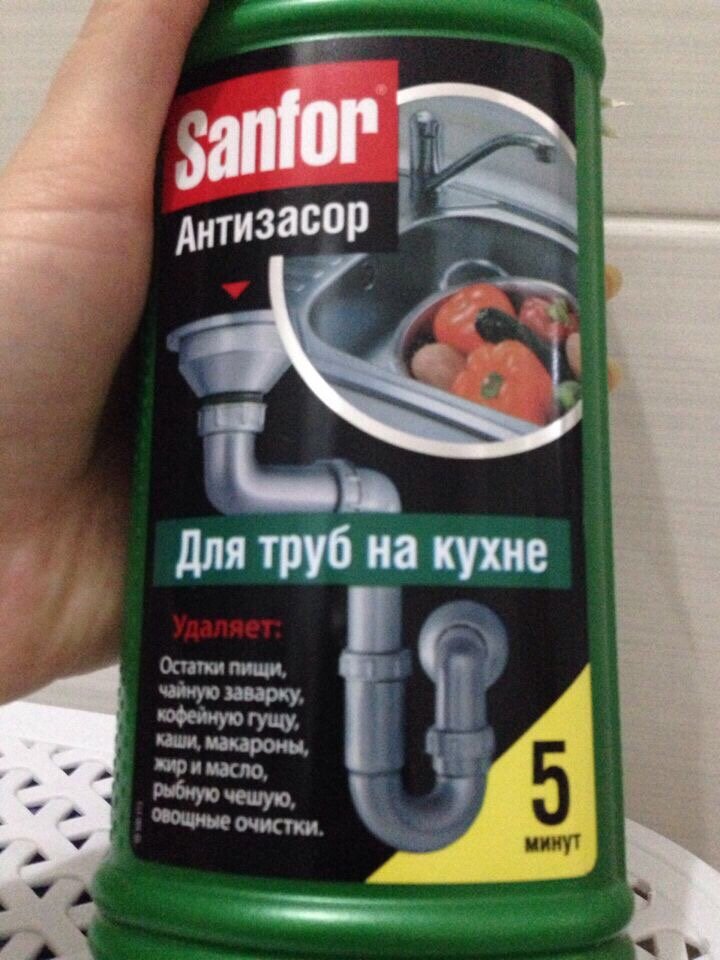 Sanfor®
Антизасор
Для труб на кухне
Удаляет:
Остатки пищи,
чайную заварку,
кофейную гущу,
каши, макароны,
жир и масло,
рыбную чешую,
овощные очистки.
5
минут